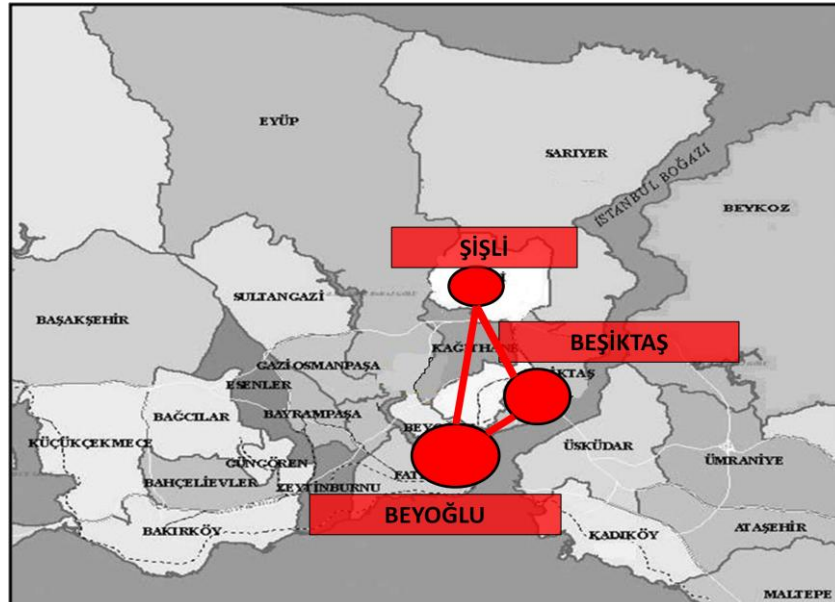 EYÜP
SARIYER
İSTANBUL BOĞAZI
BEYKOZ
ŞİŞLİ
SULTANGAZİ
BAŞAKŞEHİR
KAĞITHANE
BEŞİKTAŞ
GAZİOSMANPAŞA
ESENLER
BAĞCILAR
BAYRAMPAŞA
KÜÇÜKÇEKMECE
ÜSKÜDAR
GÜNGÖREN
ÜMRANİYE
BAHÇELİEVLER
ZEYTİNBURNU
BEYOĞLU
BAKIRKÖY
KADIKÖY
ATAŞEHİR
MALTEPE